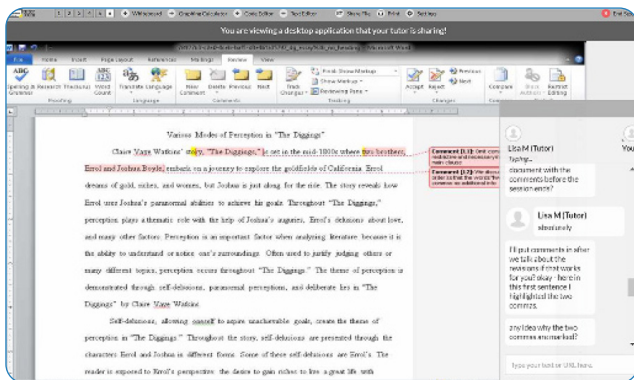 Whiteboard Graphing Calculator Code Editor Text Editor Share File Print Settings
You are viewing a desktop application that your tutor is sharing!
File Home Insert Page Layout References Mailings Review View
Spelling & Grammar Research Thesaurus Word Count Translate Language New Comment Delete Previous Next Track Changes Final: Show Markup Show Markup Reviewing Pane Accept Reject Previous Next Compare Block Authors Restrict Editing
Proofing Language Comments Tracking Changes Compare
Various Modes of Perception in "The Diggings"
Claire Vaye Watkins' story, "The Diggings," is set in the mid-1800s where two brothers,
Errol and Joshua Boyle, embark on a journey to explore the goldfields of California. Errol
dreams of gold, riches, and women, but Joshua is just along for the ride. The story reveals how
Errol uses Joshua's paranormal abilities to achieve his goals. Throughout "The Diggings,"
perception plays a thematic role with the help of Joshua's auguries, Errol's delusions about love,
and many other factors. Perception is an important factor when analyzing literature because it is
the ability to understand or notice one's surroundings. Often used to justify judging others or
many different topics, perception occurs throughout "The Diggings." The theme of perception is
demonstrated through self-delusions, paranormal perceptions, and deliberate lies in "The
Diggings" by Claire Vaye Watkins.
Self-delusions, allowing oneself to aspire unachievable goals, create the theme of
perception in "The Diggings." Throughout the story, self-delusions are presented through the
characters Errol and Joshua in different forms. Some of these self-delusions are Errol's. The
reader is exposed to Errol's perspective: the desire to gain riches to live a great life with
Lisa M (Tutor)
Typing...
You
document with the
comments before the
session ends?
Lisa M (Tutor)
absolutely
I'll put comments in after
we talk about the
revisions if that works
for you? okay - here in
this first sentence I
highlighted the two
commas.
any idea why the two
commas are marked?
Type your text or URL here.